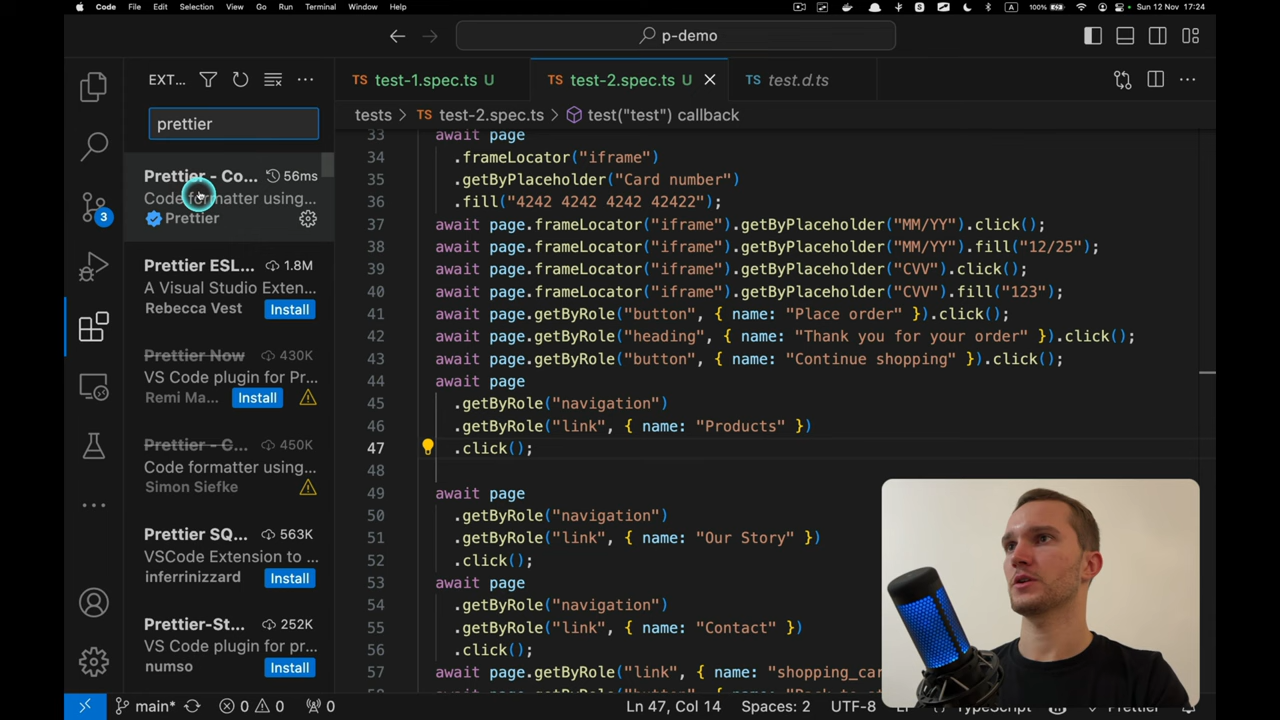 Code File Edit Selection View Go Run Terminal Window Help
100% Sun 12 Nov 17:24
p-demo
EXT...
TS test-1.spec.ts U
TS test-2.spec.ts U
TS test.d.ts
tests > TS test-2.spec.ts > test("test") callback
prettier
Prettier - Co... 56ms
Code formatter using...
Prettier
Prettier ESL... 1.8M
A Visual Studio Exten...
Rebecca Vest Install
Prettier Now 430K
VS Code plugin for Pr...
Remi Ma... Install
Prettier - C... 450K
Code formatter using...
Simon Siefke
Prettier SQ... 563K
VSCode Extension to ...
inferrinizzard Install
Prettier-St... 252K
VS Code plugin for pr...
numso Install
3
33 await page
34 .frameLocator("iframe")
35 .getByPlaceholder("Card number")
36 .fill("4242 4242 4242 42422");
37 await page.frameLocator("iframe").getByPlaceholder("MM/YY").click();
38 await page.frameLocator("iframe").getByPlaceholder("MM/YY").fill("12/25");
39 await page.frameLocator("iframe").getByPlaceholder("CVV").click();
40 await page.frameLocator("iframe").getByPlaceholder("CVV").fill("123");
41 await page.getByRole("button", { name: "Place order" }).click();
42 await page.getByRole("heading", { name: "Thank you for your order" }).click();
43 await page.getByRole("button", { name: "Continue shopping" }).click();
44 await page
45 .getByRole("navigation")
46 .getByRole("link", { name: "Products" })
47 .click();
48
49 await page
50 .getByRole("navigation")
51 .getByRole("link", { name: "Our Story" })
52 .click();
53 await page
54 .getByRole("navigation")
55 .getByRole("link", { name: "Contact" })
56 .click();
57 await page.getByRole("link", { name: "shopping_car
main* 0 0 0 Ln 47, Col 14 Spaces: 2 UTF-8 LF TypeScript Prettier